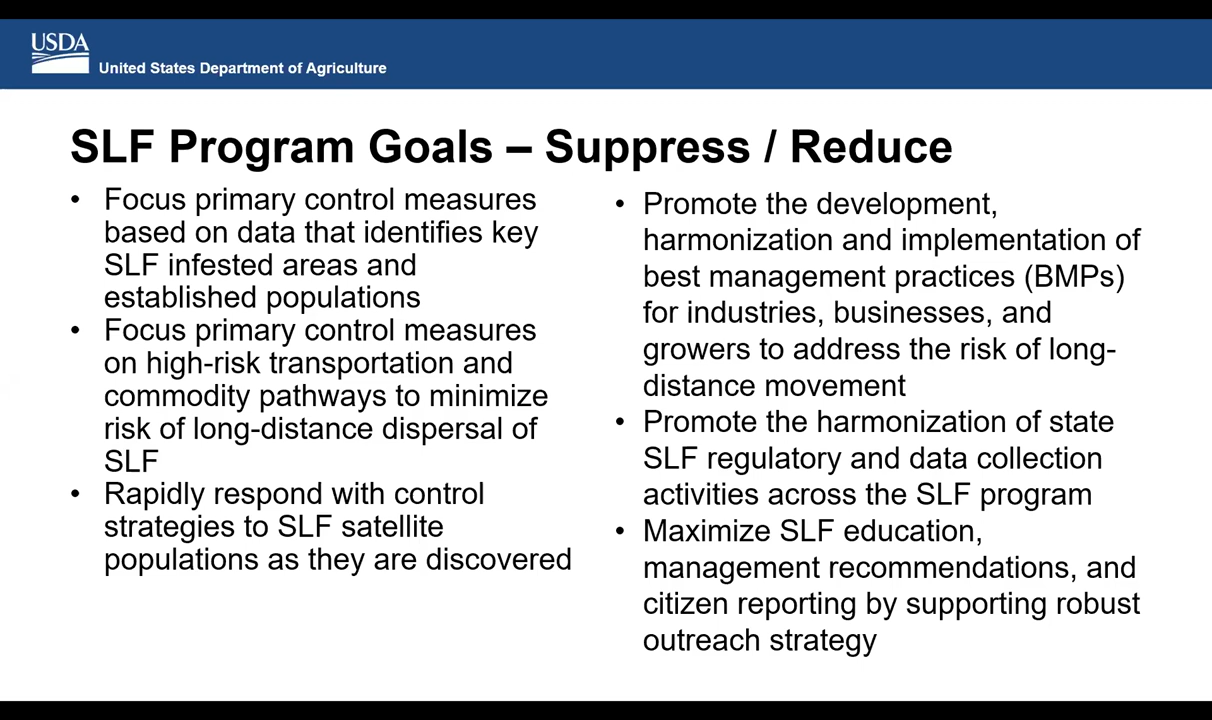 USDA
United States Department of Agriculture
SLF Program Goals – Suppress / Reduce
• Focus primary control measures
based on data that identifies key
SLF infested areas and
established populations
• Focus primary control measures
on high-risk transportation and
commodity pathways to minimize
risk of long-distance dispersal of
SLF
• Rapidly respond with control
strategies to SLF satellite
populations as they are discovered
• Promote the development,
harmonization and implementation of
best management practices (BMPs)
for industries, businesses, and
growers to address the risk of long-
distance movement
• Promote the harmonization of state
SLF regulatory and data collection
activities across the SLF program
• Maximize SLF education,
management recommendations, and
citizen reporting by supporting robust
outreach strategy